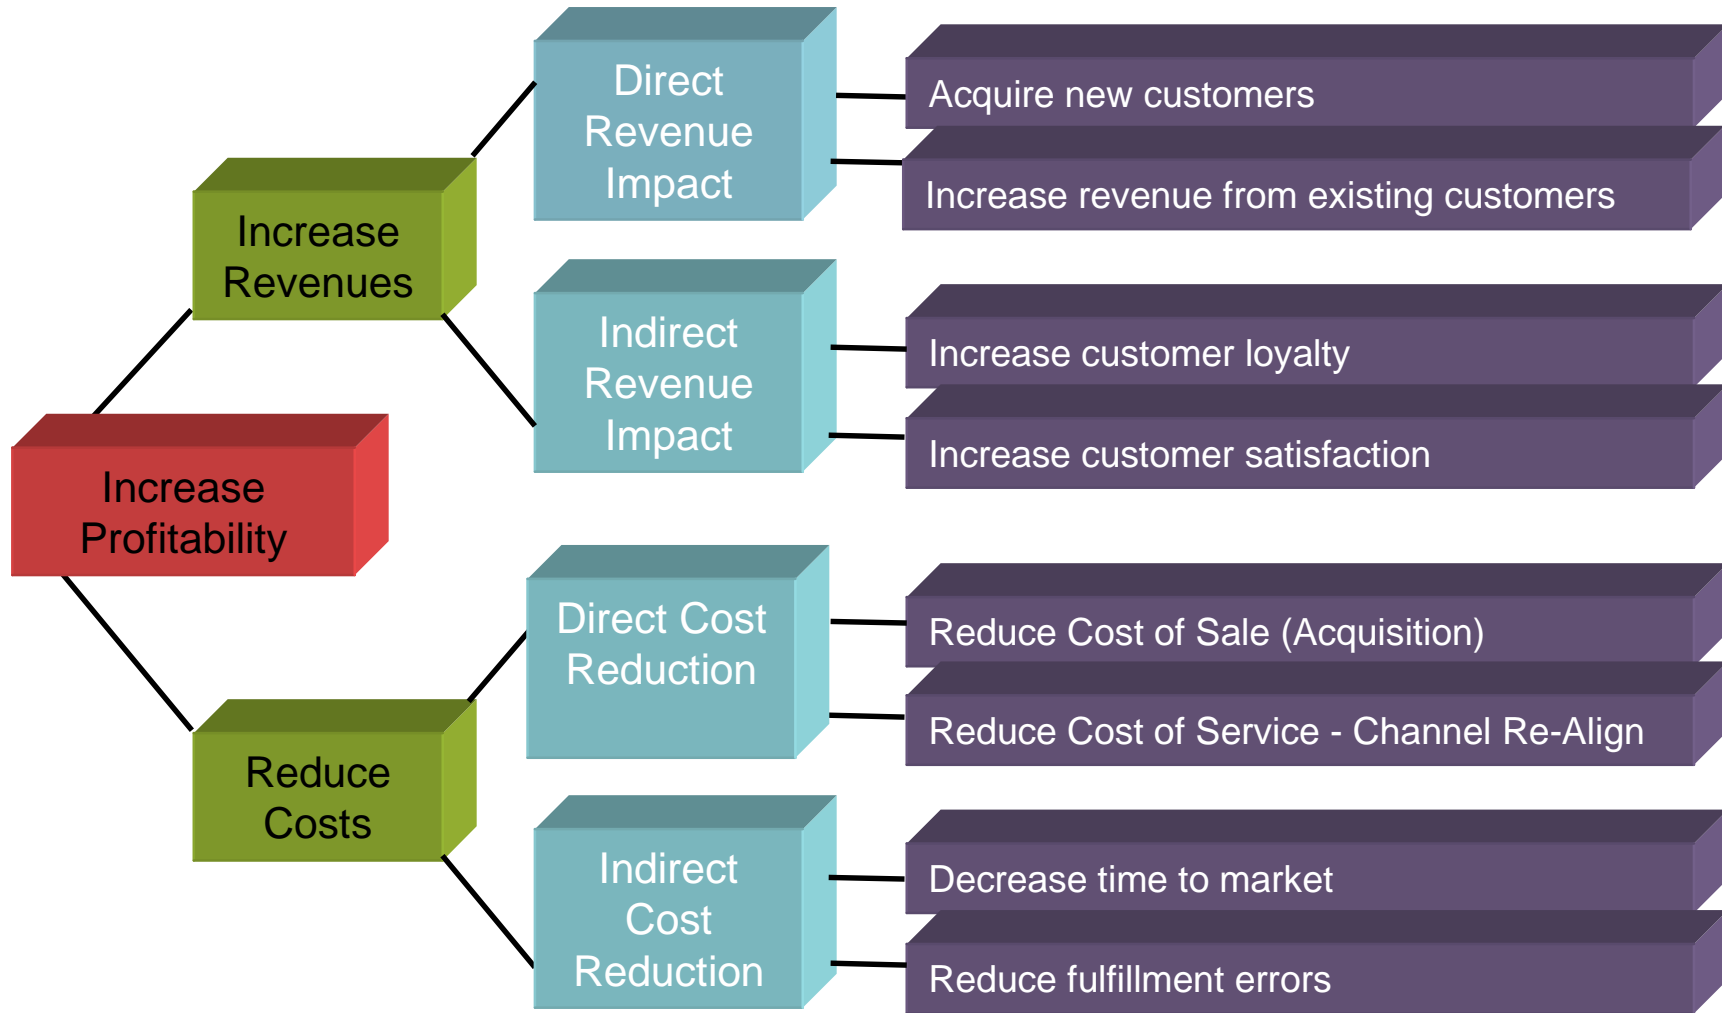 Increase
Profitability
Increase
Revenues
Reduce
Costs
Direct
Revenue
Impact
Indirect
Revenue
Impact
Direct Cost
Reduction
Indirect
Cost
Reduction
Acquire new customers
Increase revenue from existing customers
Increase customer loyalty
Increase customer satisfaction
Reduce Cost of Sale (Acquisition)
Reduce Cost of Service - Channel Re-Align
Decrease time to market
Reduce fulfillment errors